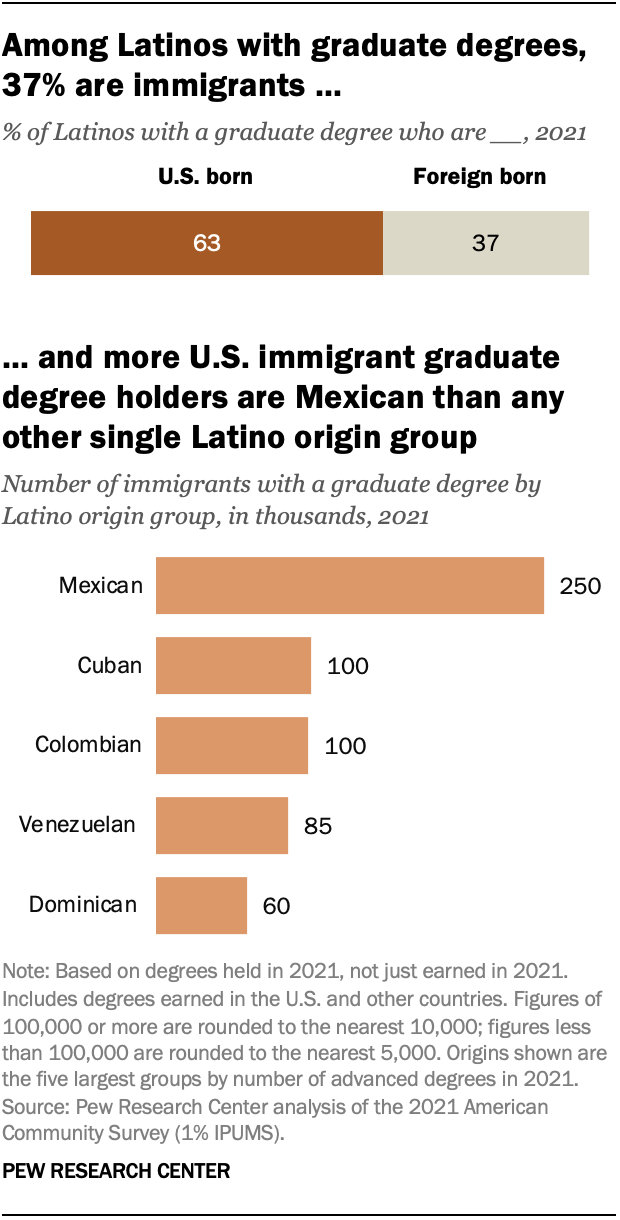 Among Latinos with graduate degrees,
37% are immigrants ...
% of Latinos with a graduate degree who are __, 2021
U.S. born Foreign born
63 37
... and more U.S. immigrant graduate
degree holders are Mexican than any
other single Latino origin group
Number of immigrants with a graduate degree by
Latino origin group, in thousands, 2021
Mexican 250
Cuban 100
Colombian 100
Venezuelan 85
Dominican 60
Note: Based on degrees held in 2021, not just earned in 2021.
Includes degrees earned in the U.S. and other countries. Figures of
100,000 or more are rounded to the nearest 10,000; figures less
than 100,000 are rounded to the nearest 5,000. Origins shown are
the five largest groups by number of advanced degrees in 2021.
Source: Pew Research Center analysis of the 2021 American
Community Survey (1% IPUMS).
PEW RESEARCH CENTER